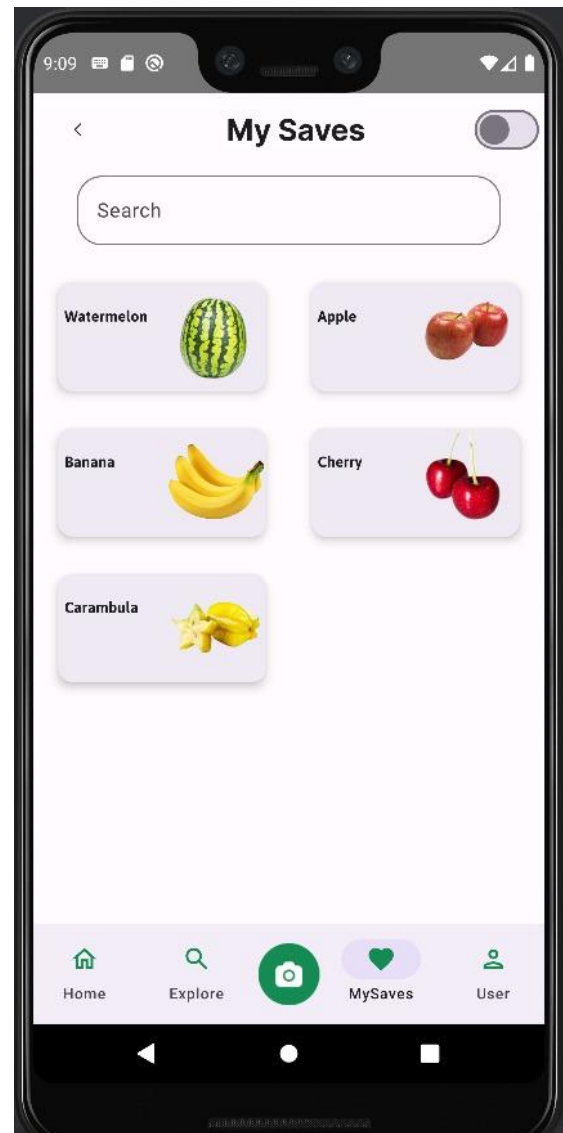 9:09
My Saves
Search
Watermelon
Apple
Banana
Cherry
Carambula
Home
Explore
MySaves
User